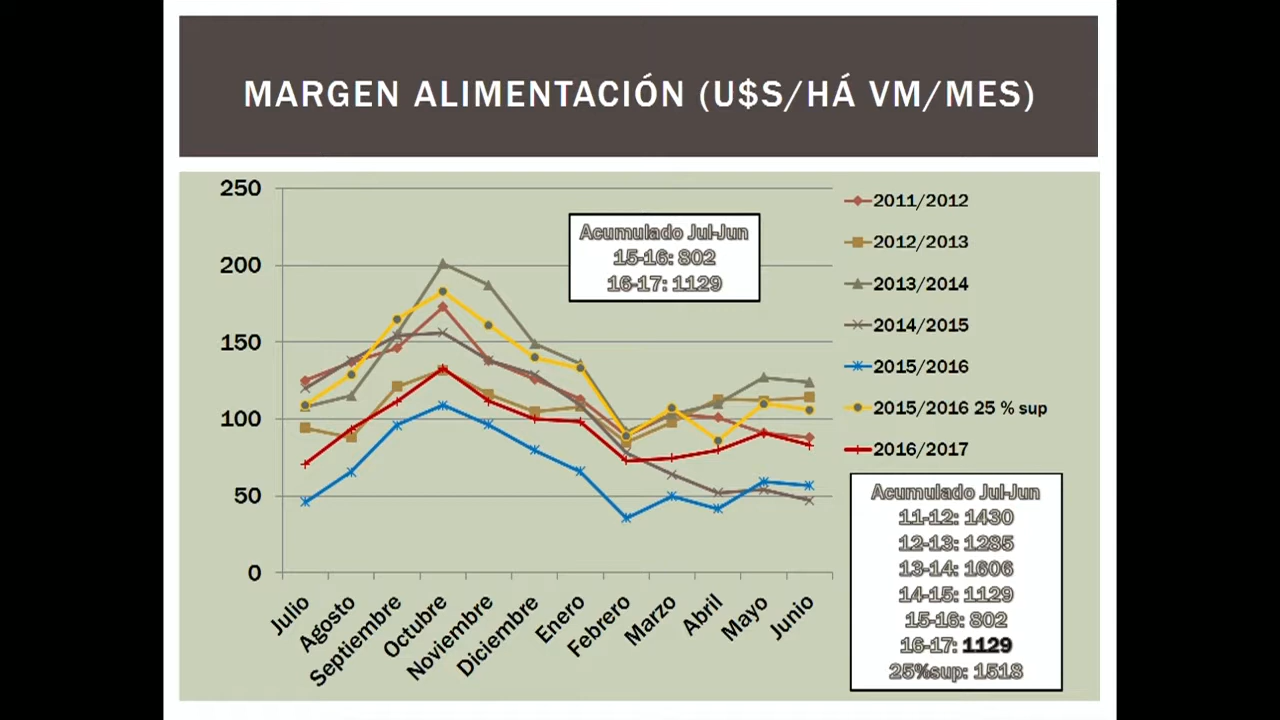 MARGEN ALIMENTACIÓN (U$S/HÁ VM/MES)
250
200
150
100
50
0
Julio
Agosto
Septiembre
Octubre
Noviembre
Diciembre
Enero
Febrero
Marzo
Abril
Mayo
Junio
Acumulado Jul-Jun
15-16: 802
16-17: 1129
2011/2012
2012/2013
2013/2014
2014/2015
2015/2016
2015/2016 25 % sup
2016/2017
Acumulado Jul-Jun
11-12: 1430
12-13: 1285
13-14: 1606
14-15: 1129
15-16: 802
16-17: 1129
25%sup: 1518